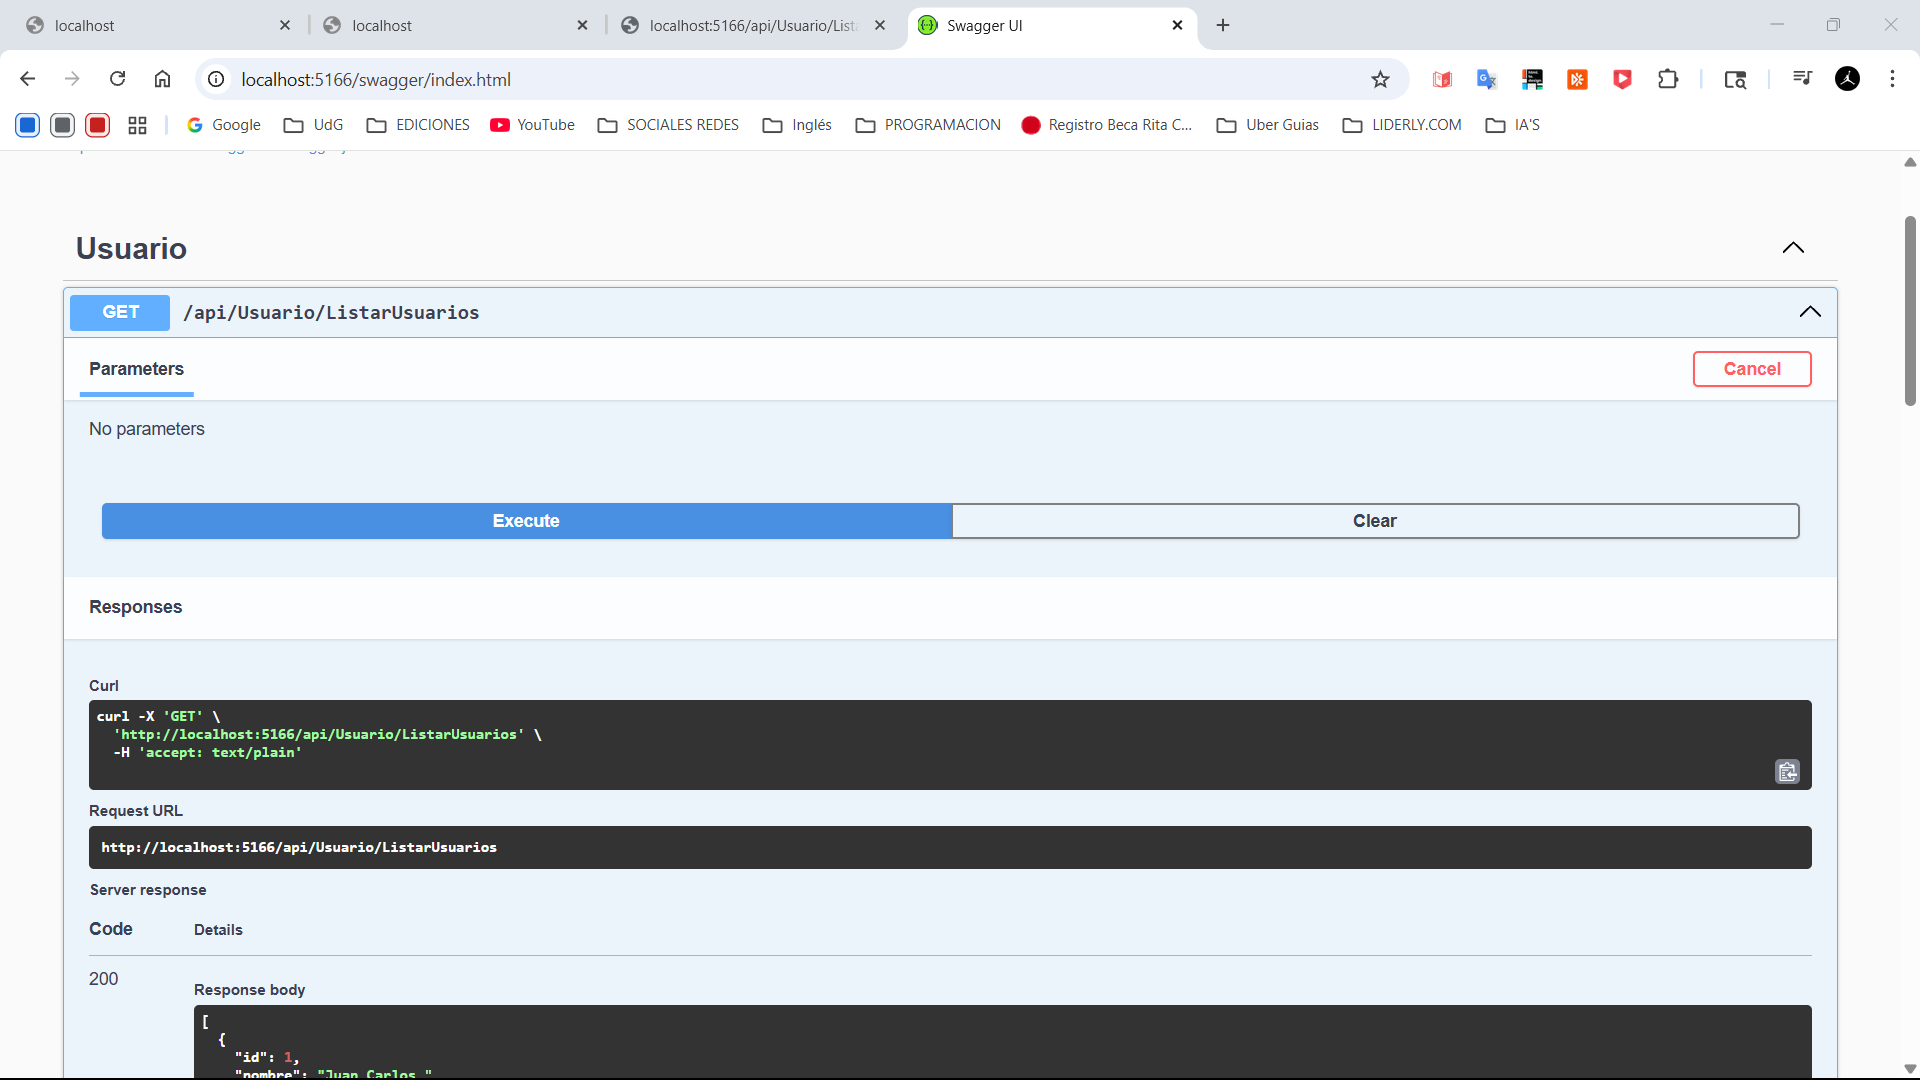 localhost
localhost
localhost:5166/api/Usuario/List
Swagger UI
localhost:5166/swagger/index.html
Google
UdG
EDICIONES
YouTube
SOCIALES REDES
Inglés
PROGRAMACION
Registro Beca Rita C...
Uber Guias
LIDERLY.COM
IA'S
Usuario
GET /api/Usuario/ListarUsuarios
Parameters
Cancel
No parameters
Execute
Clear
Responses
Curl
curl -X 'GET' \
'http://localhost:5166/api/Usuario/ListarUsuarios' \
-H 'accept: text/plain'
Request URL
http://localhost:5166/api/Usuario/ListarUsuarios
Server response
Code Details
200
Response body
[
{
"id": 1,
"nombre": "Juan Carlos "